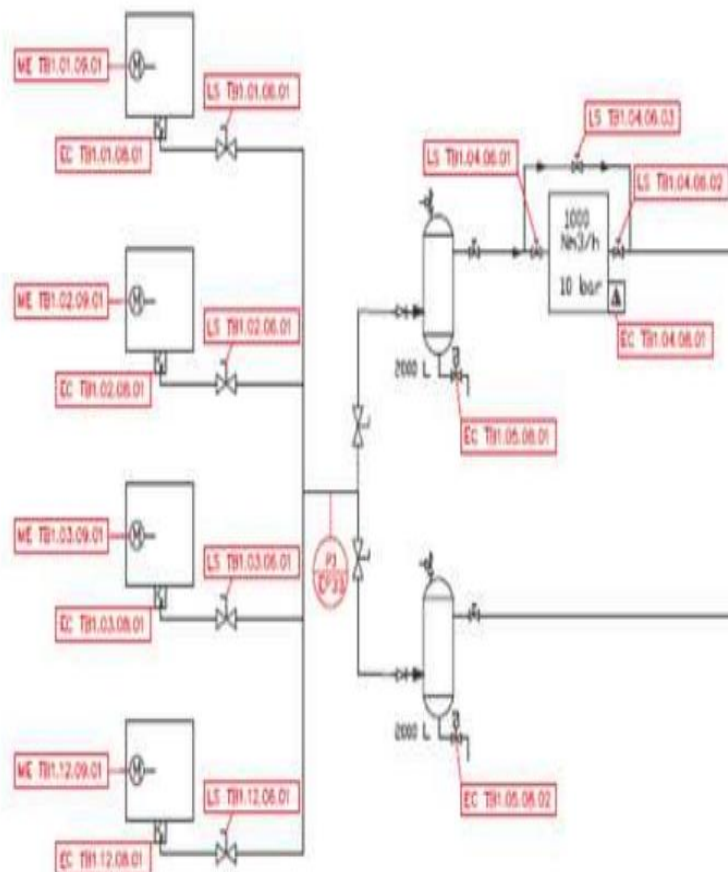 ME TB1.01.09.01
M
LS TB1.01.06.01
EC TB1.01.08.01
LS TB1.04.06.03
LS TB1.04.06.01
LS TB1.04.06.02
1000
Nm3/h
10 bar
EC TB1.04.08.01
ME TB1.02.09.01
M
LS TB1.02.06.01
EC TB1.02.08.01
2000 L
EC TB1.05.08.01
ME TB1.03.09.01
M
LS TB1.03.06.01
EC TB1.03.08.01
2000 L
EC TB1.05.08.02
ME TB1.12.09.01
M
LS TB1.12.06.01
EC TB1.12.08.01